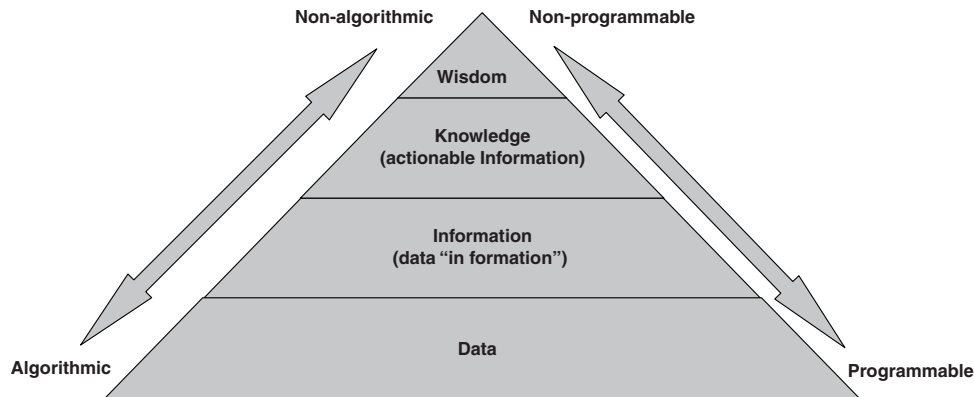 Non-algorithmic
Non-programmable
Wisdom
Knowledge
(actionable Information)
Information
(data “in formation”)
Data
Algorithmic
Programmable